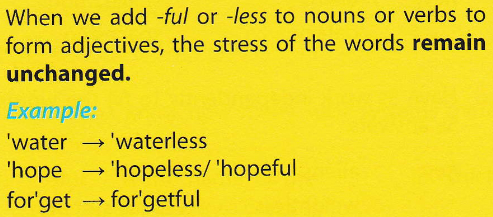 When we add -ful or -less to nouns or verbs to
form adjectives, the stress of the words remain
unchanged.
Example:
'water → 'waterless
'hope → 'hopeless/ 'hopeful
for'get → for'getful